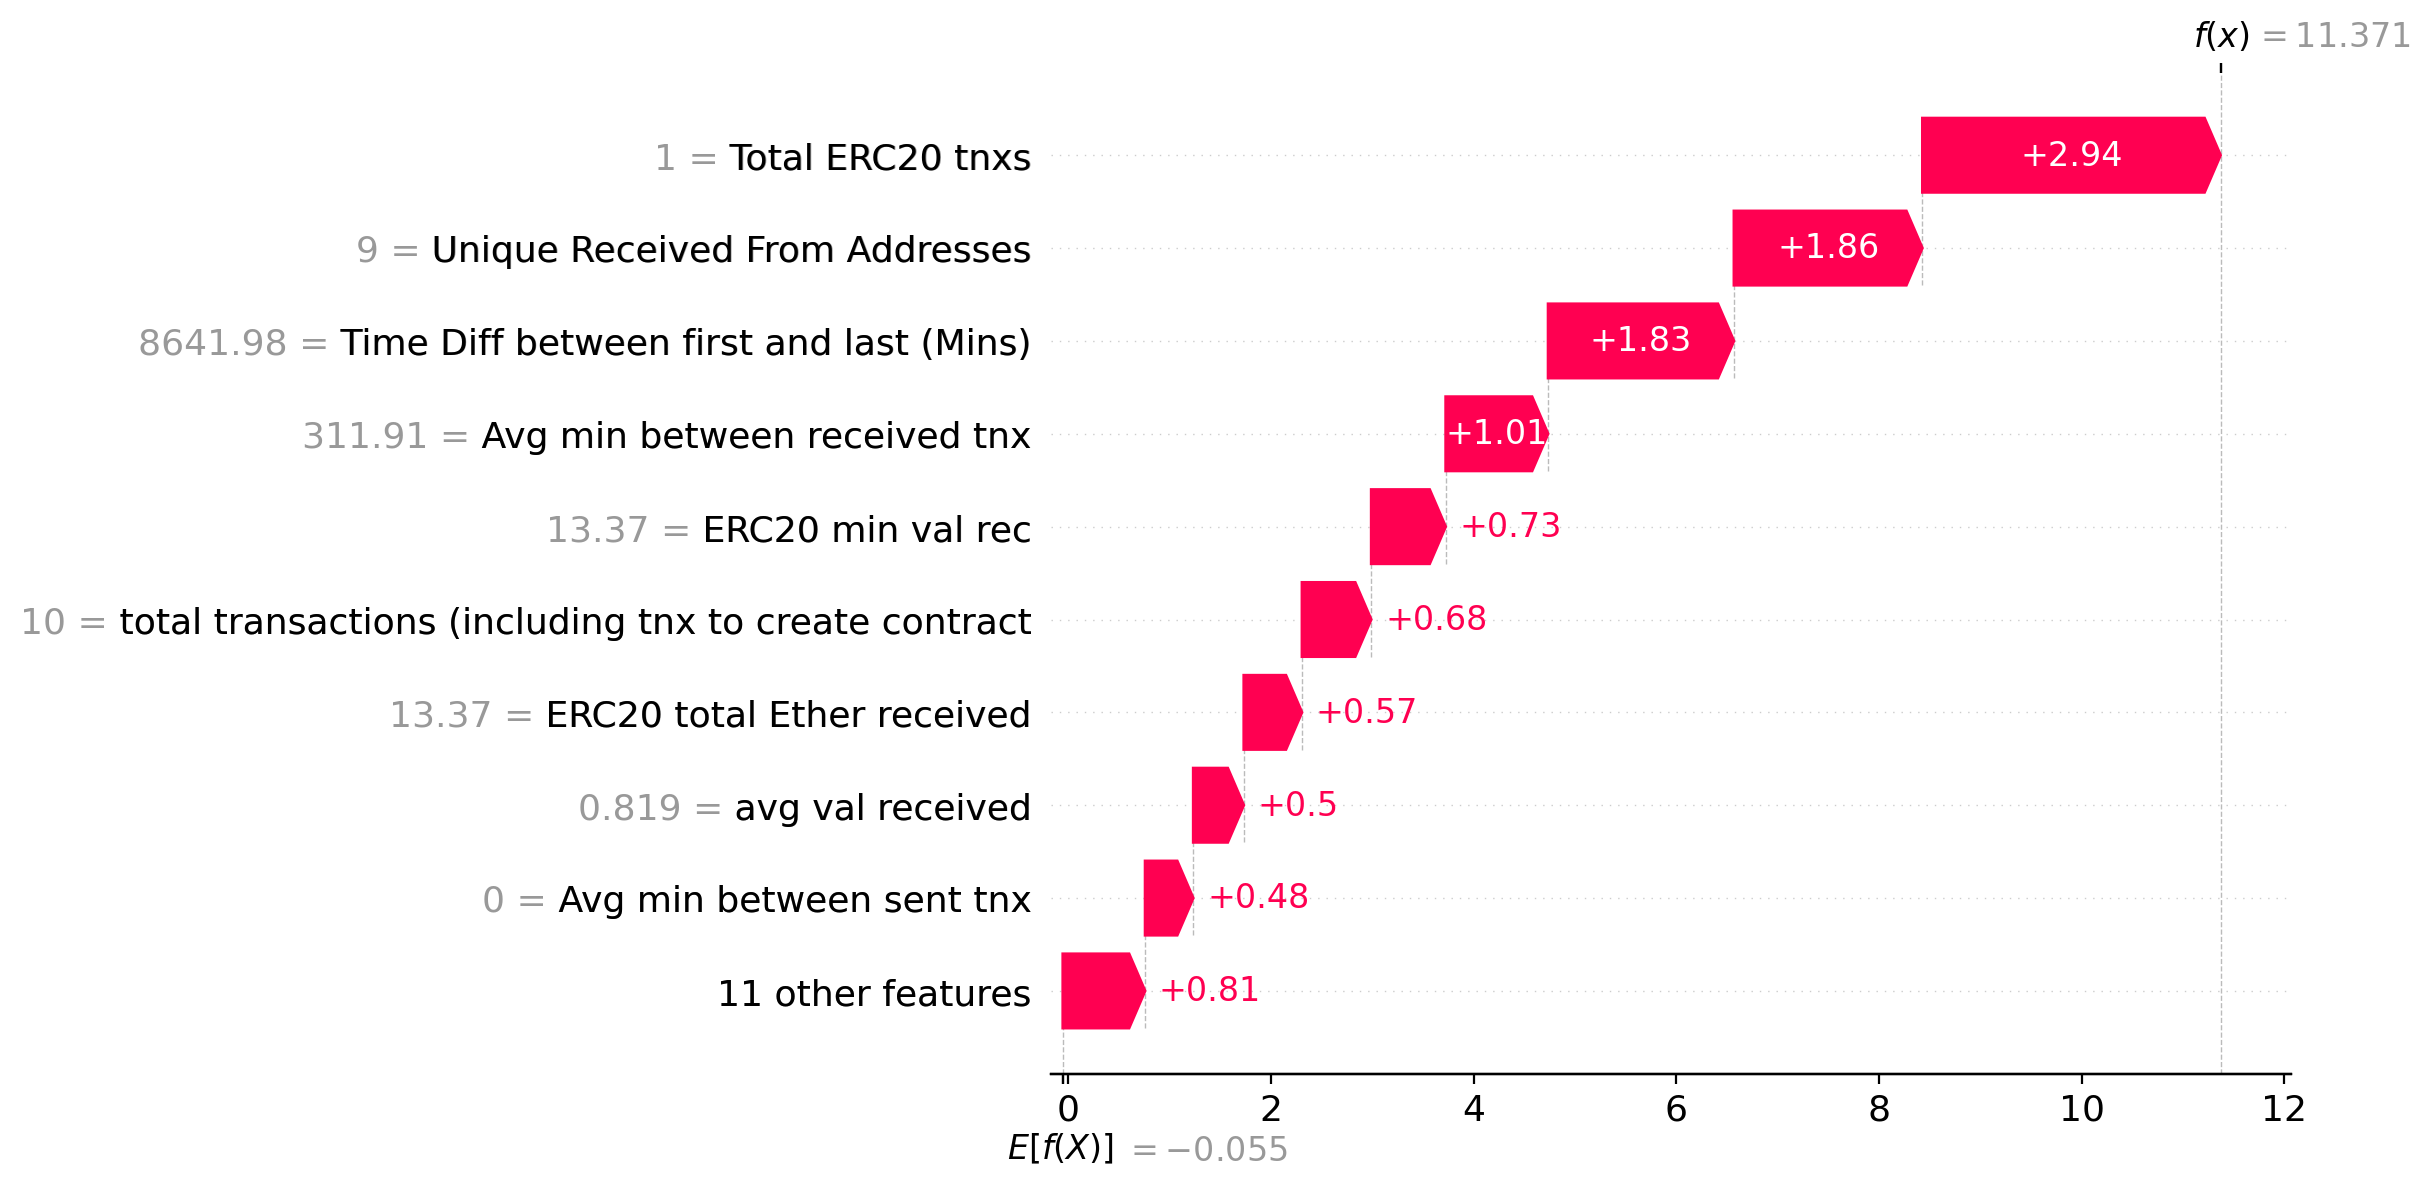 f(x) = 11.371
1 = Total ERC20 tnxs
+2.94
9 = Unique Received From Addresses
+1.86
8641.98 = Time Diff between first and last (Mins)
+1.83
311.91 = Avg min between received tnx
+1.01
13.37 = ERC20 min val rec
+0.73
10 = total transactions (including tnx to create contract
+0.68
13.37 = ERC20 total Ether received
+0.57
0.819 = avg val received
+0.5
0 = Avg min between sent tnx
+0.48
11 other features
+0.81
0 2 4 6 8 10 12
E[f(X)] = −0.055